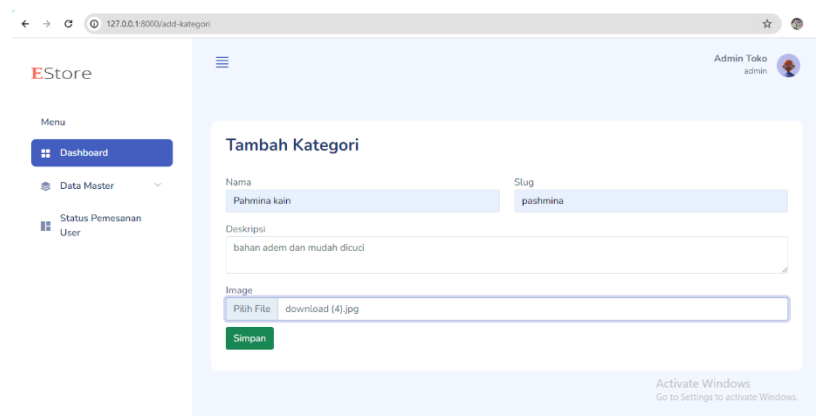 127.0.0.1:8000/add-kategori
EStore
Admin Toko
admin
Menu
Dashboard
Data Master
Status Pemesanan
User
Tambah Kategori
Nama
Slug
Pahmina kain
pashmina
Deskripsi
bahan adem dan mudah dicuci
Image
Pilih File download (4).jpg
Simpan
Activate Windows
Go to Settings to activate Windows.